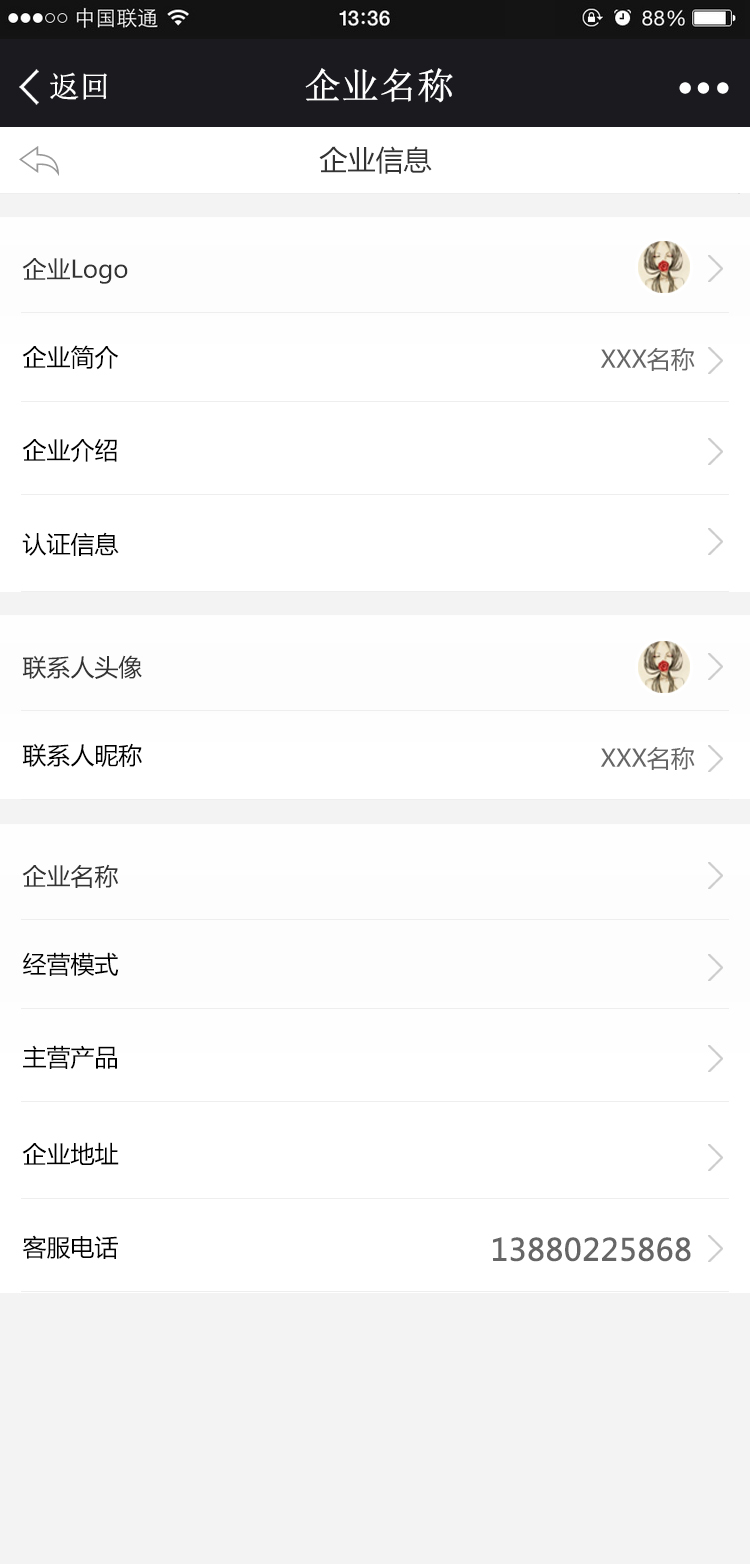 中国联通 13:36 88%
返回 企业名称
企业信息
企业Logo
企业简介 XXX名称
企业介绍
认证信息
联系人头像
联系人昵称 XXX名称
企业名称
经营模式
主营产品
企业地址
客服电话 13880225868